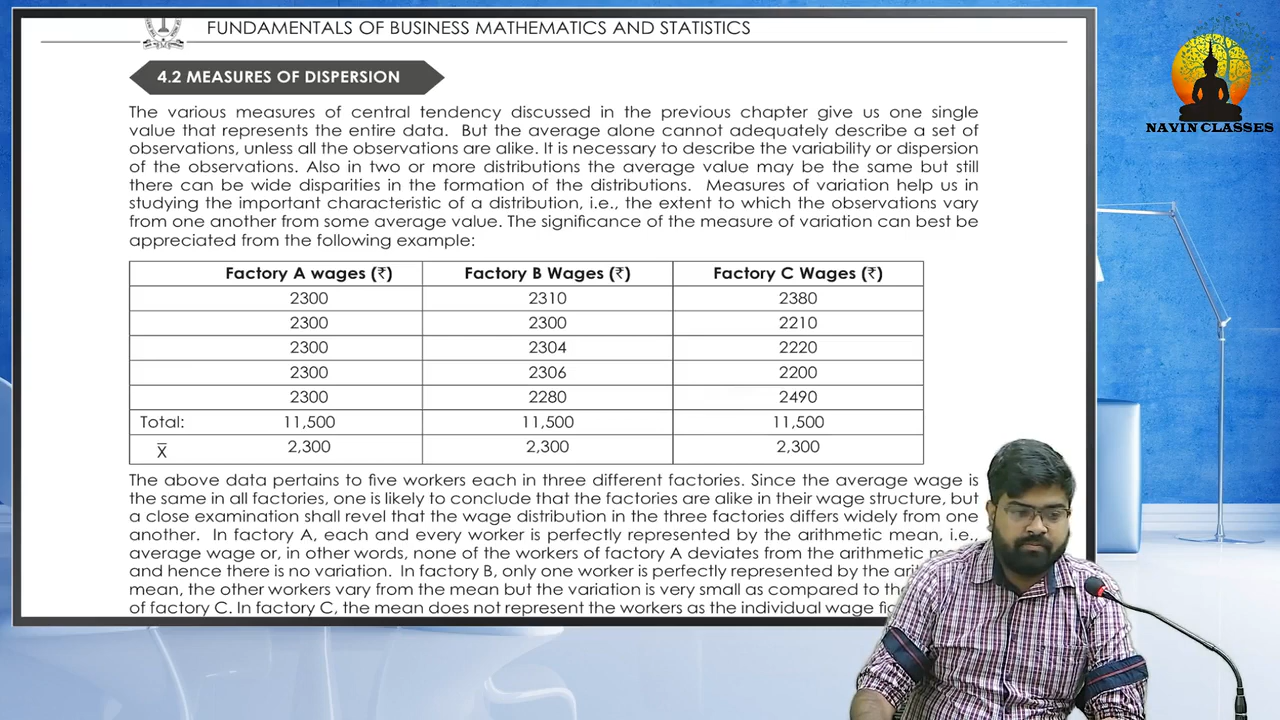 FUNDAMENTALS OF BUSINESS MATHEMATICS AND STATISTICS
NAVIN CLASSES
4.2 MEASURES OF DISPERSION
The various measures of central tendency discussed in the previous chapter give us one single
value that represents the entire data. But the average alone cannot adequately describe a set of
observations, unless all the observations are alike. It is necessary to describe the variability or dispersion
of the observations. Also in two or more distributions the average value may be the same but still
there can be wide disparities in the formation of the distributions. Measures of variation help us in
studying the important characteristic of a distribution, i.e., the extent to which the observations vary
from one another from some average value. The significance of the measure of variation can best be
appreciated from the following example:
Factory A wages (₹) Factory B Wages (₹) Factory C Wages (₹)
2300 2310 2380
2300 2300 2210
2300 2304 2220
2300 2306 2200
2300 2280 2490
Total: 11,500 11,500 11,500
X̅ 2,300 2,300 2,300
The above data pertains to five workers each in three different factories. Since the average wage is
the same in all factories, one is likely to conclude that the factories are alike in their wage structure, but
a close examination shall revel that the wage distribution in the three factories differs widely from one
another. In factory A, each and every worker is perfectly represented by the arithmetic mean, i.e.,
average wage or, in other words, none of the workers of factory A deviates from the arithmetic
and hence there is no variation. In factory B, only one worker is perfectly represented by the
mean, the other workers vary from the mean but the variation is very small as compared to
of factory C. In factory C, the mean does not represent the workers as the individual wage